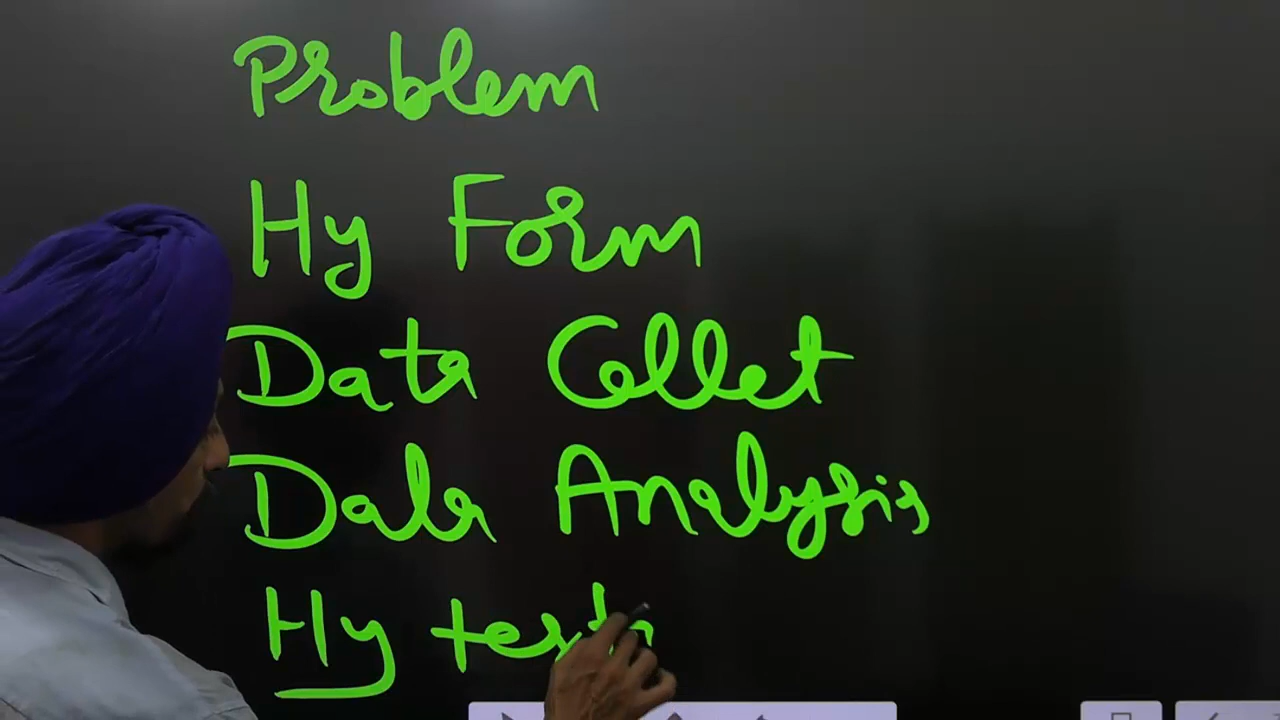 Problem
Hy Form
Data Collet
Data Analysis
Hy test